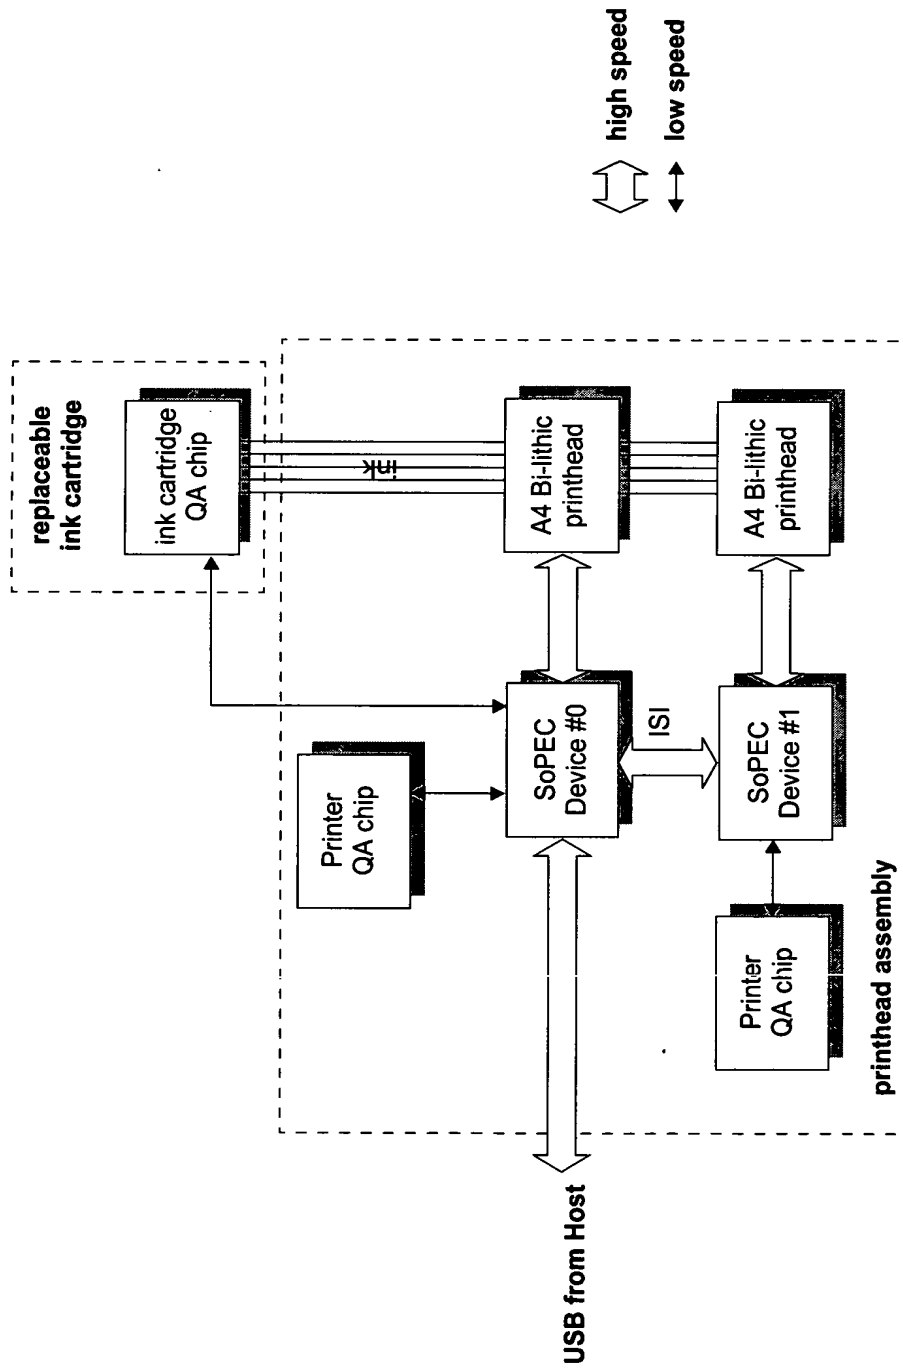 replaceable
ink cartridge
ink cartridge
QA chip
ink
Printer
QA chip
SoPEC
Device #0
A4 Bi-lithic
printhead
USB from Host
ISI
Printer
QA chip
SoPEC
Device #1
A4 Bi-lithic
printhead
printhead assembly
high speed
low speed